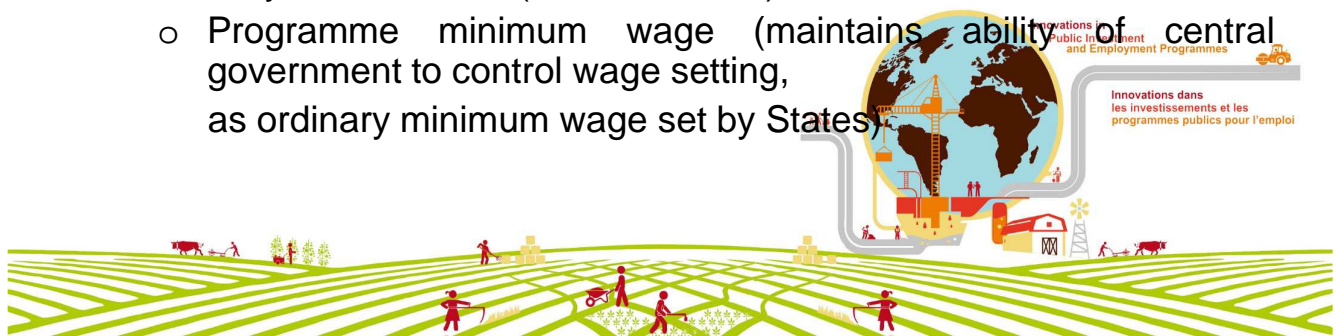 o Programme minimum wage (maintains ability of central
government to control wage setting,
as ordinary minimum wage set by States)
Innovations in
Public Investment
and Employment Programmes
Innovations dans
les investissements et les
programmes publics pour l'emploi